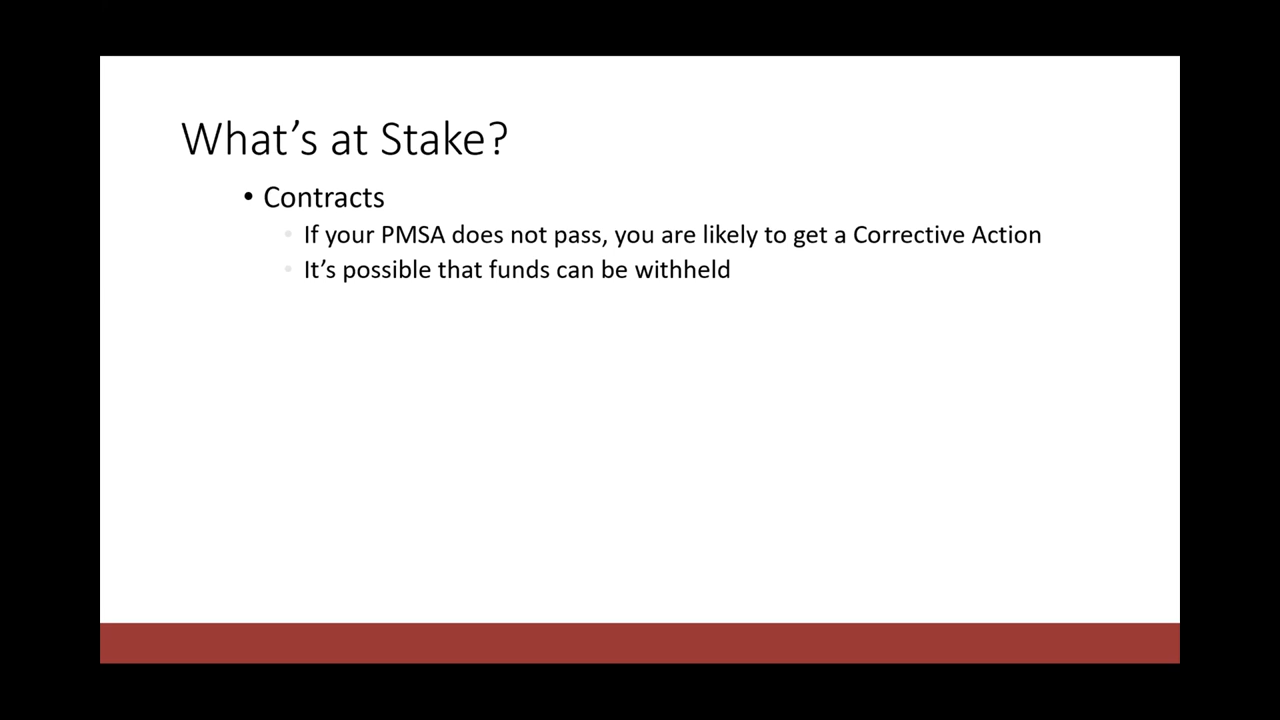 What’s at Stake?
• Contracts
• If your PMSA does not pass, you are likely to get a Corrective Action
• It’s possible that funds can be withheld